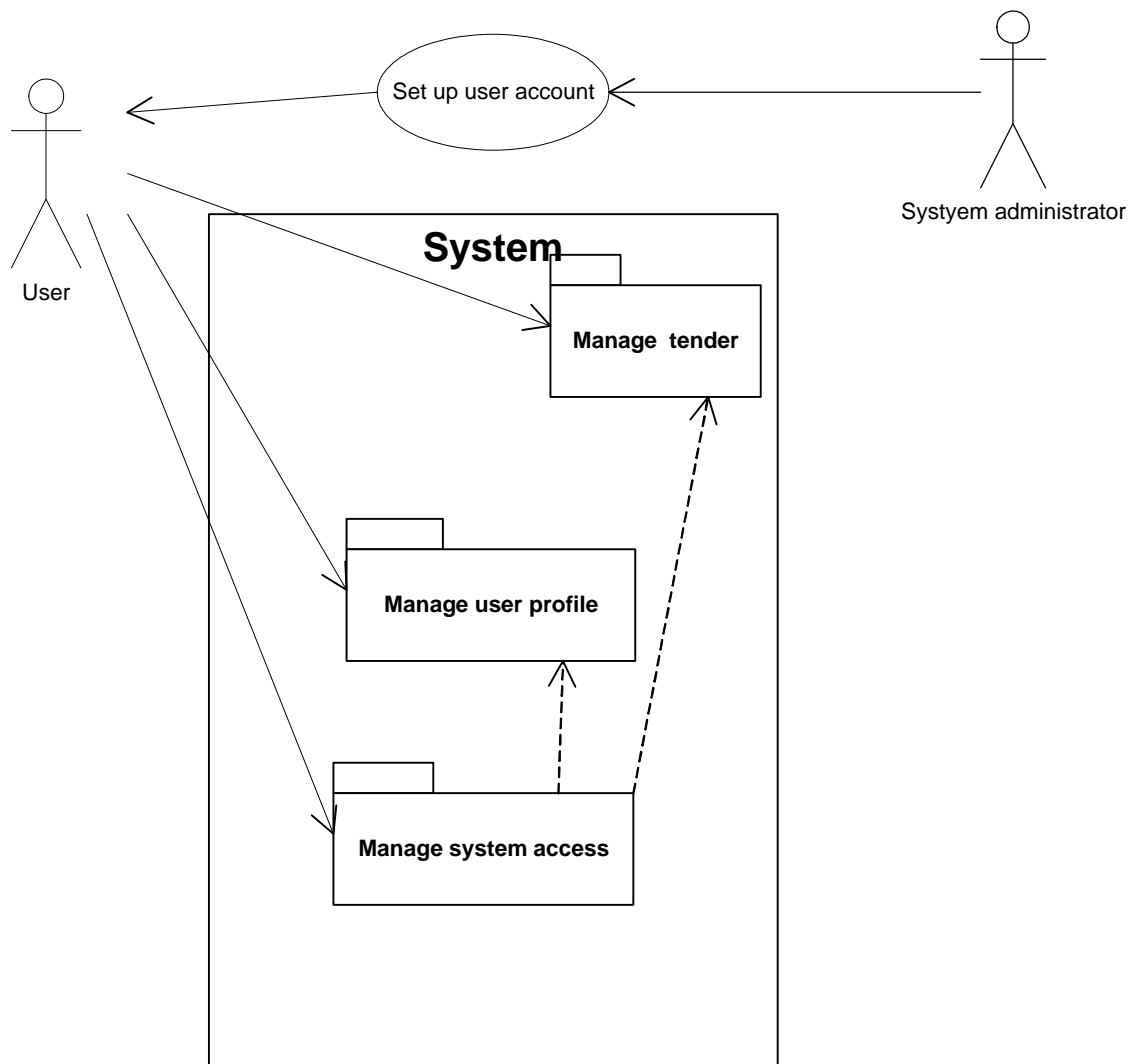 Set up user account
Systyem administrator
User
System
Manage  tender
Manage user profile
Manage system access